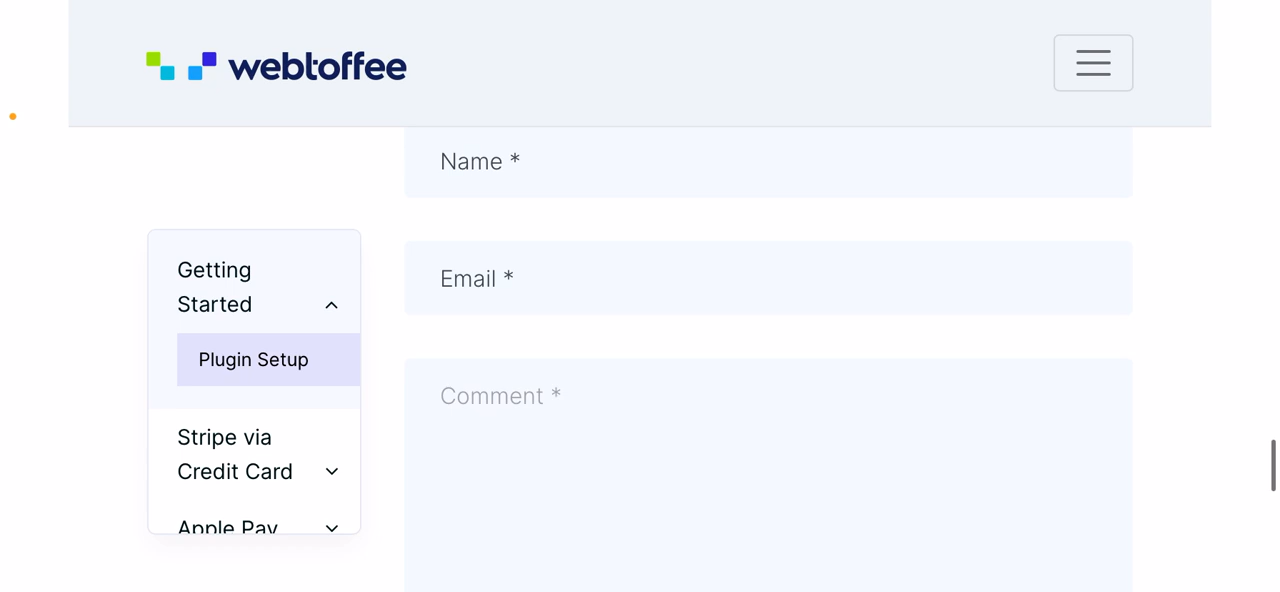 webtoffee
Name *
Email *
Comment *
Getting
Started
Plugin Setup
Stripe via
Credit Card
Apple Pay